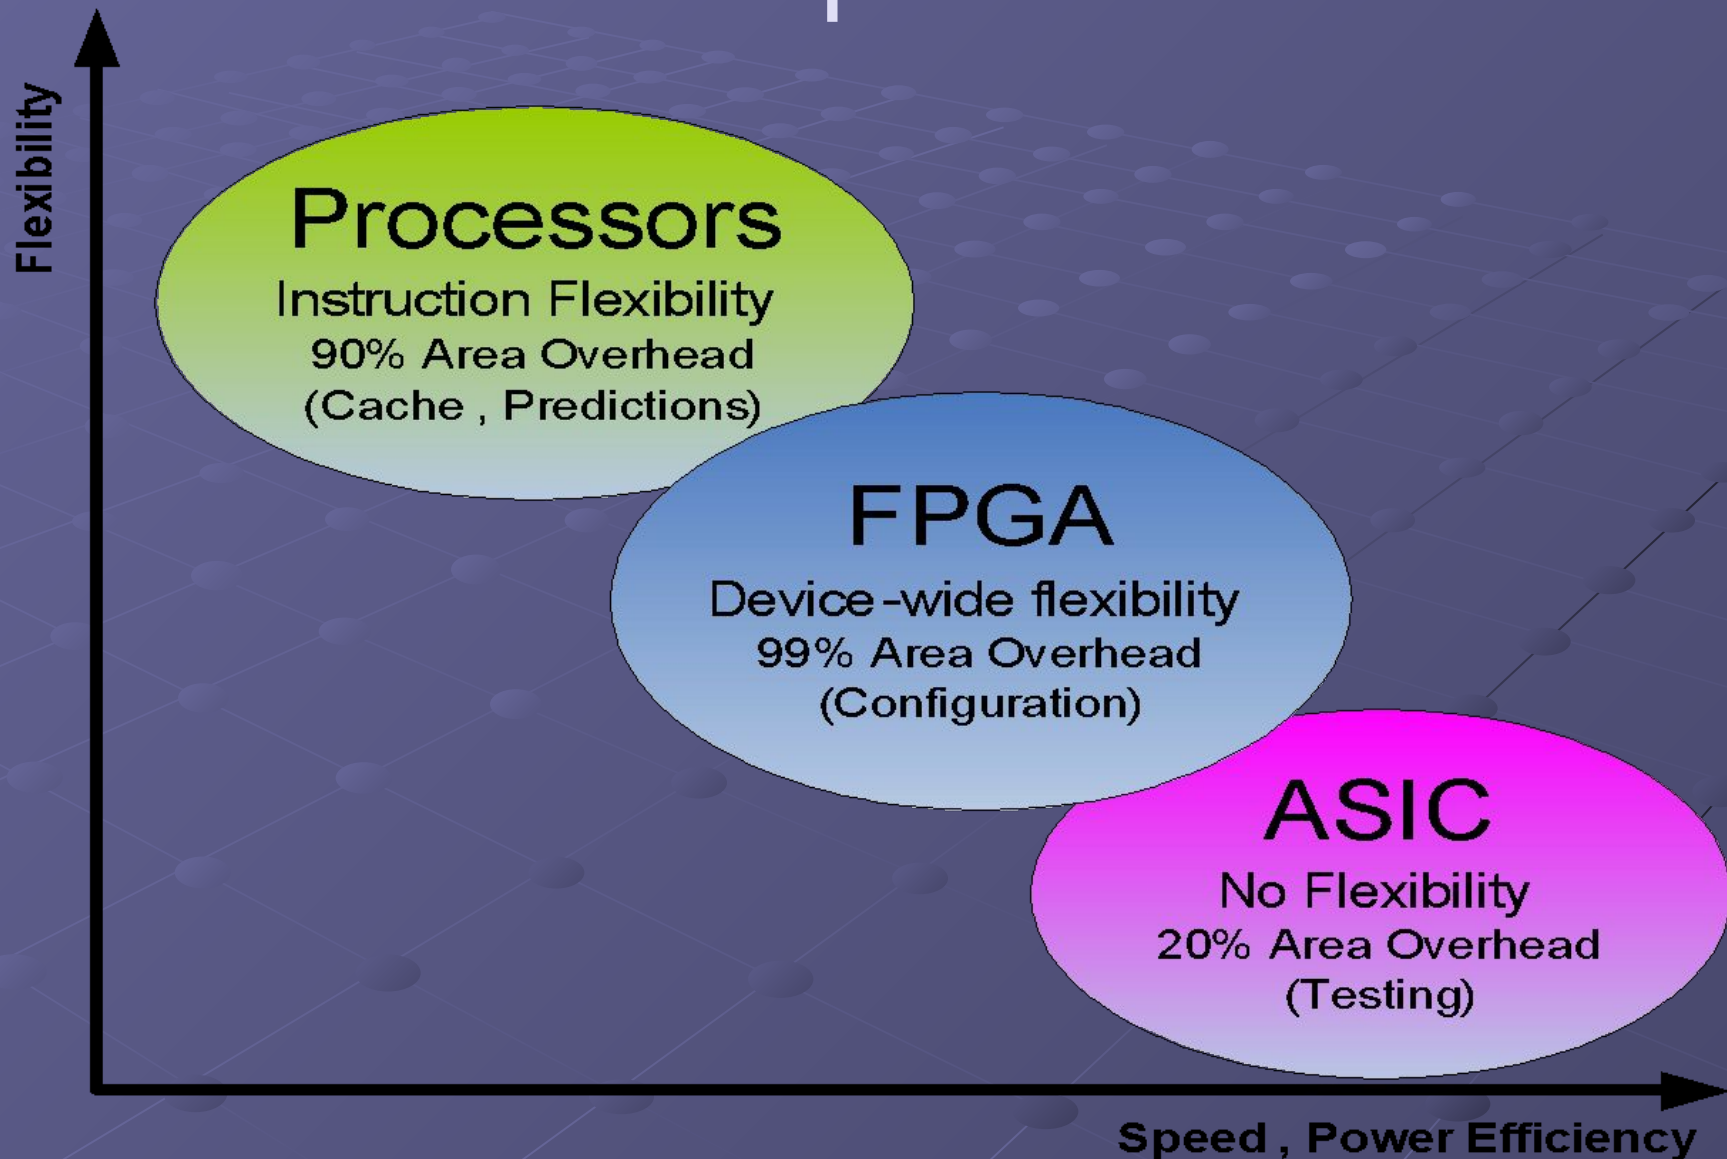 Flexibility
Processors
Instruction Flexibility
90% Area Overhead
(Cache , Predictions)
FPGA
Device-wide flexibility
99% Area Overhead
(Configuration)
ASIC
No Flexibility
20% Area Overhead
(Testing)
Speed , Power Efficiency